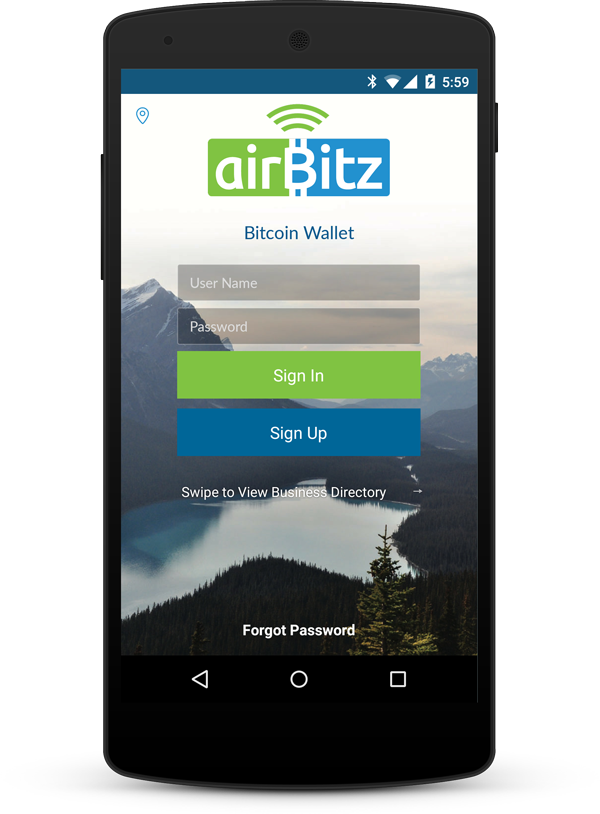 5:59
airBitz
Bitcoin Wallet
User Name
Password
Sign In
Sign Up
Swipe to View Business Directory →
Forgot Password